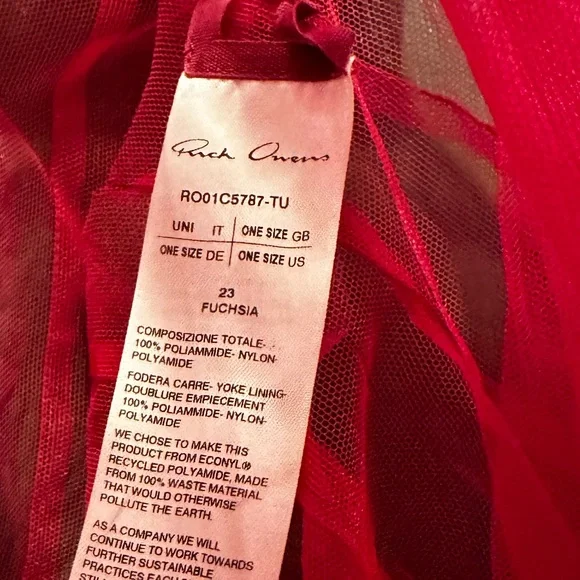 Rick Owens
RO01C5787-TU
UNI IT ONE SIZE GB
ONE SIZE DE ONE SIZE US
23
FUCHSIA
COMPOSIZIONE TOTALE-
100% POLIAMMIDE- NYLON-
POLYAMIDE
FODERA CARRE- YOKE LINING-
DOUBLURE EMPIECEMENT
100% POLIAMMIDE- NYLON-
POLYAMIDE
WE CHOSE TO MAKE THIS
PRODUCT FROM ECONYL®
RECYCLED POLYAMIDE, MADE
FROM 100% WASTE MATERIAL
THAT WOULD OTHERWISE
POLLUTE THE EARTH.
AS A COMPANY WE WILL
CONTINUE TO WORK TOWARDS
FURTHER SUSTAINABLE
PRACTICES EACH